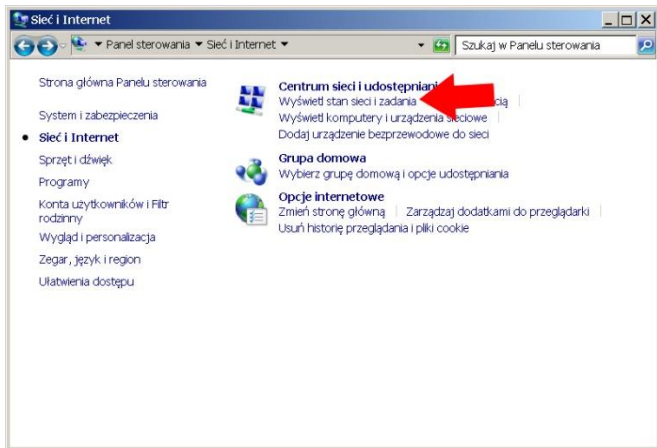 Sieć i Internet
Panel sterowania Sieć i Internet
Szukaj w Panelu sterowania
Strona główna Panelu sterowania
System i zabezpieczenia
Sieć i Internet
Sprzęt i dźwięk
Programy
Konta użytkowników i Filtr
rodzinny
Wygląd i personalizacja
Zegar, język i region
Ułatwienia dostępu
Centrum sieci i
Wyświetl stan sieci i zadania
Wyświetl komputery i urządzenia sieciowe
Dodaj urządzenie bezprzewodowe do sieci
Grupa domowa
Wybierz grupę domową i opcje udostępniania
Opcje internetowe
Zmień stronę główną | Zarządzaj dodatkami do przeglądarki |
Usuń historię przeglądania i pliki cookie